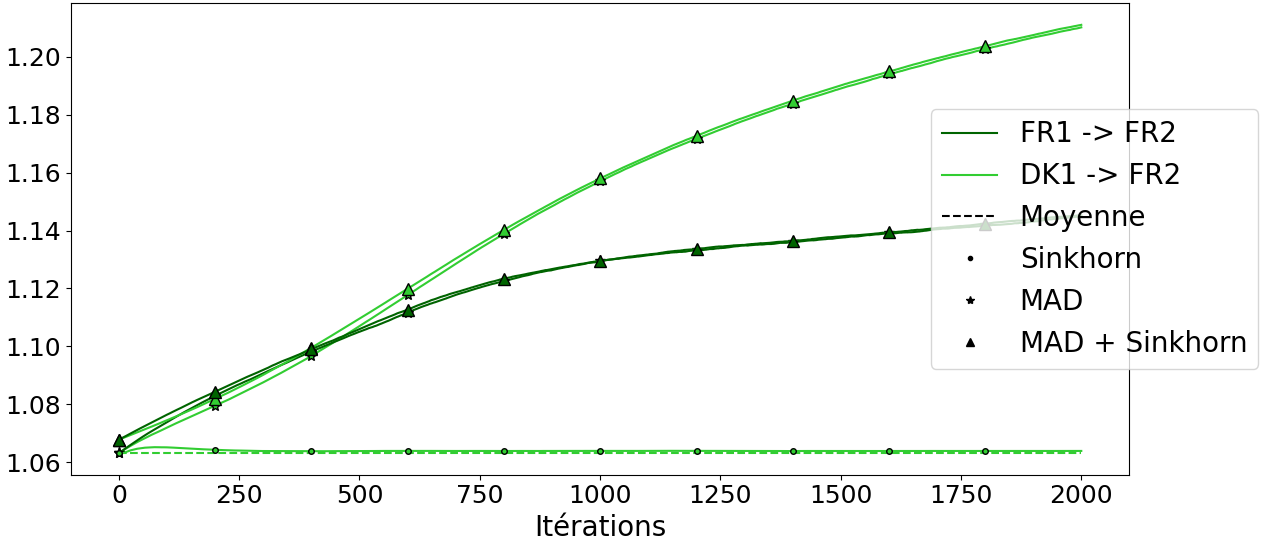 1.20
1.18
1.16
1.14
1.12
1.10
1.08
1.06
0 250 500 750 1000 1250 1500 1750 2000
Itérations
FR1 -> FR2
DK1 -> FR2
Moyenne
Sinkhorn
MAD
MAD + Sinkhorn